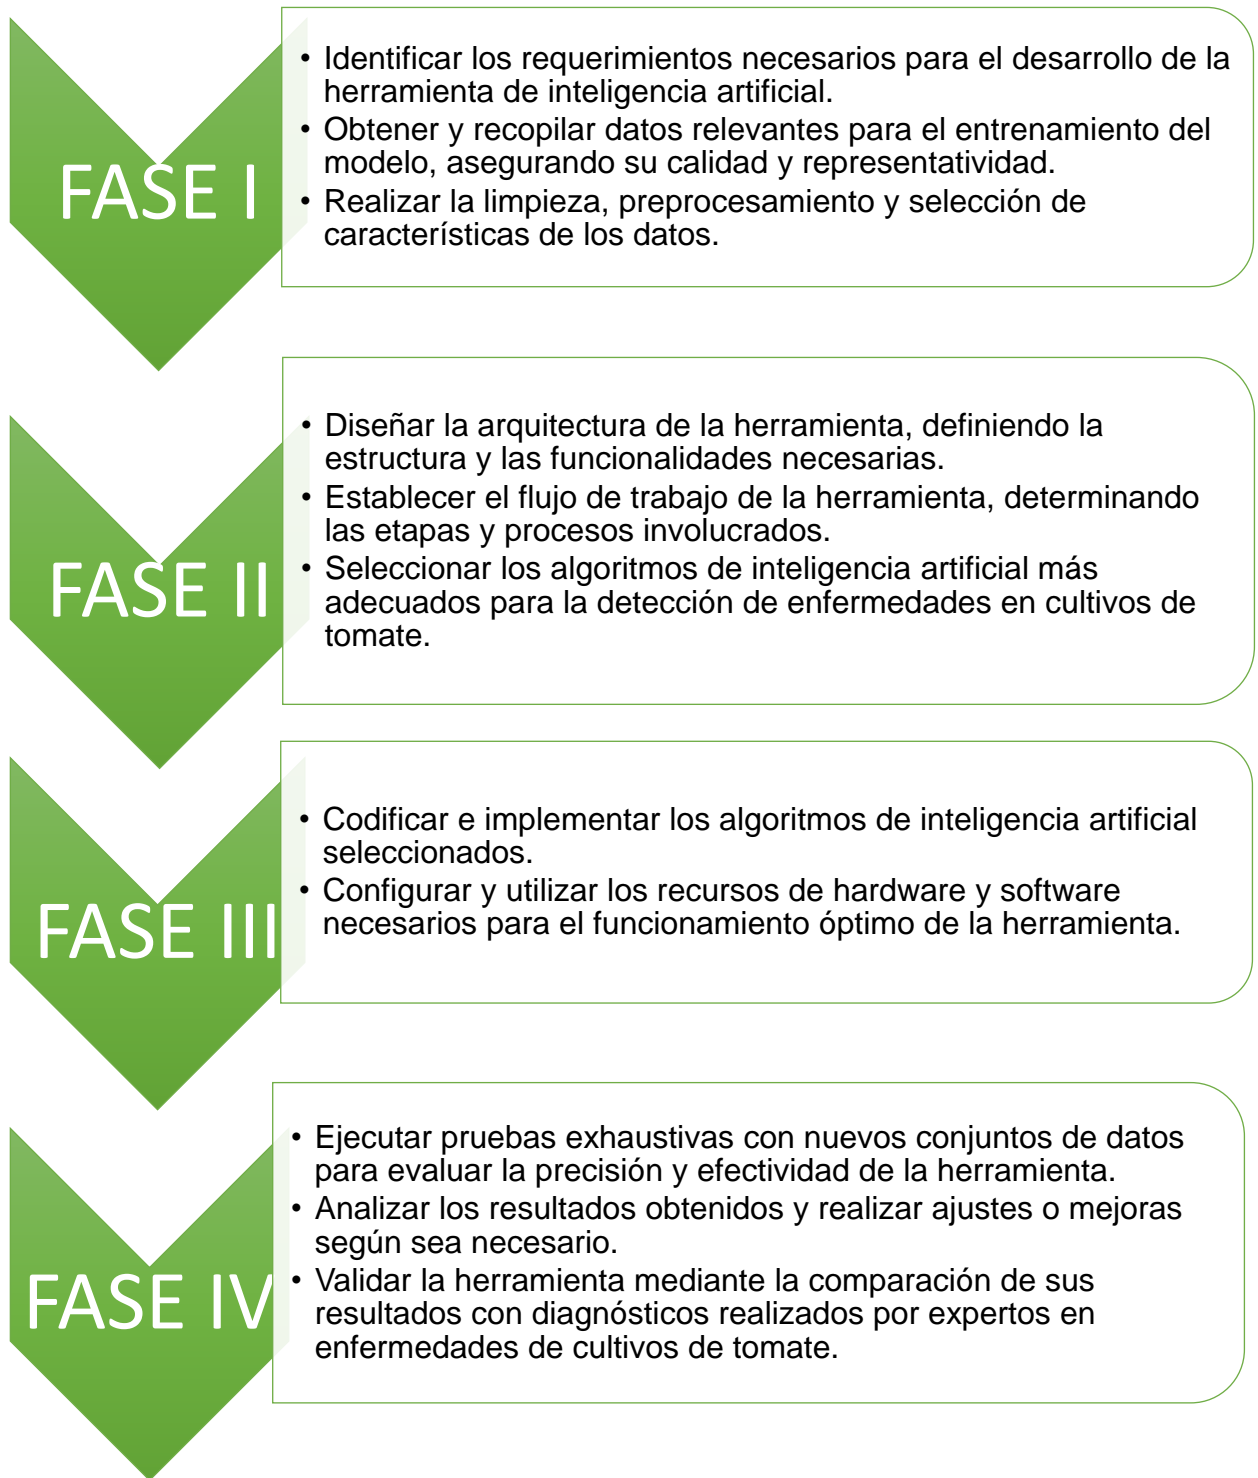 FASE I
• Identificar los requerimientos necesarios para el desarrollo de la
herramienta de inteligencia artificial.
• Obtener y recopilar datos relevantes para el entrenamiento del
modelo, asegurando su calidad y representatividad.
• Realizar la limpieza, preprocesamiento y selección de
características de los datos.
FASE II
• Diseñar la arquitectura de la herramienta, definiendo la
estructura y las funcionalidades necesarias.
• Establecer el flujo de trabajo de la herramienta, determinando
las etapas y procesos involucrados.
• Seleccionar los algoritmos de inteligencia artificial más
adecuados para la detección de enfermedades en cultivos de
tomate.
FASE III
• Codificar e implementar los algoritmos de inteligencia artificial
seleccionados.
• Configurar y utilizar los recursos de hardware y software
necesarios para el funcionamiento óptimo de la herramienta.
FASE IV
• Ejecutar pruebas exhaustivas con nuevos conjuntos de datos
para evaluar la precisión y efectividad de la herramienta.
• Analizar los resultados obtenidos y realizar ajustes o mejoras
según sea necesario.
• Validar la herramienta mediante la comparación de sus
resultados con diagnósticos realizados por expertos en
enfermedades de cultivos de tomate.